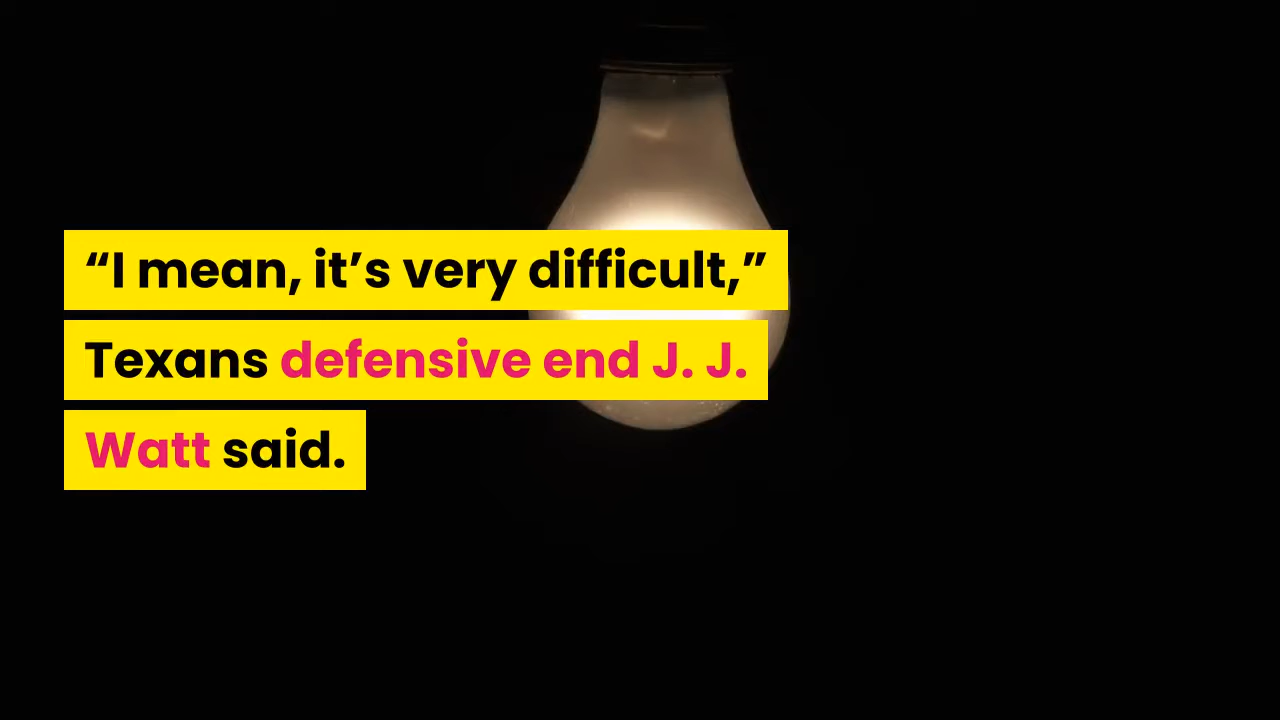 “I mean, it’s very difficult,”
Texans defensive end J. J.
Watt said.